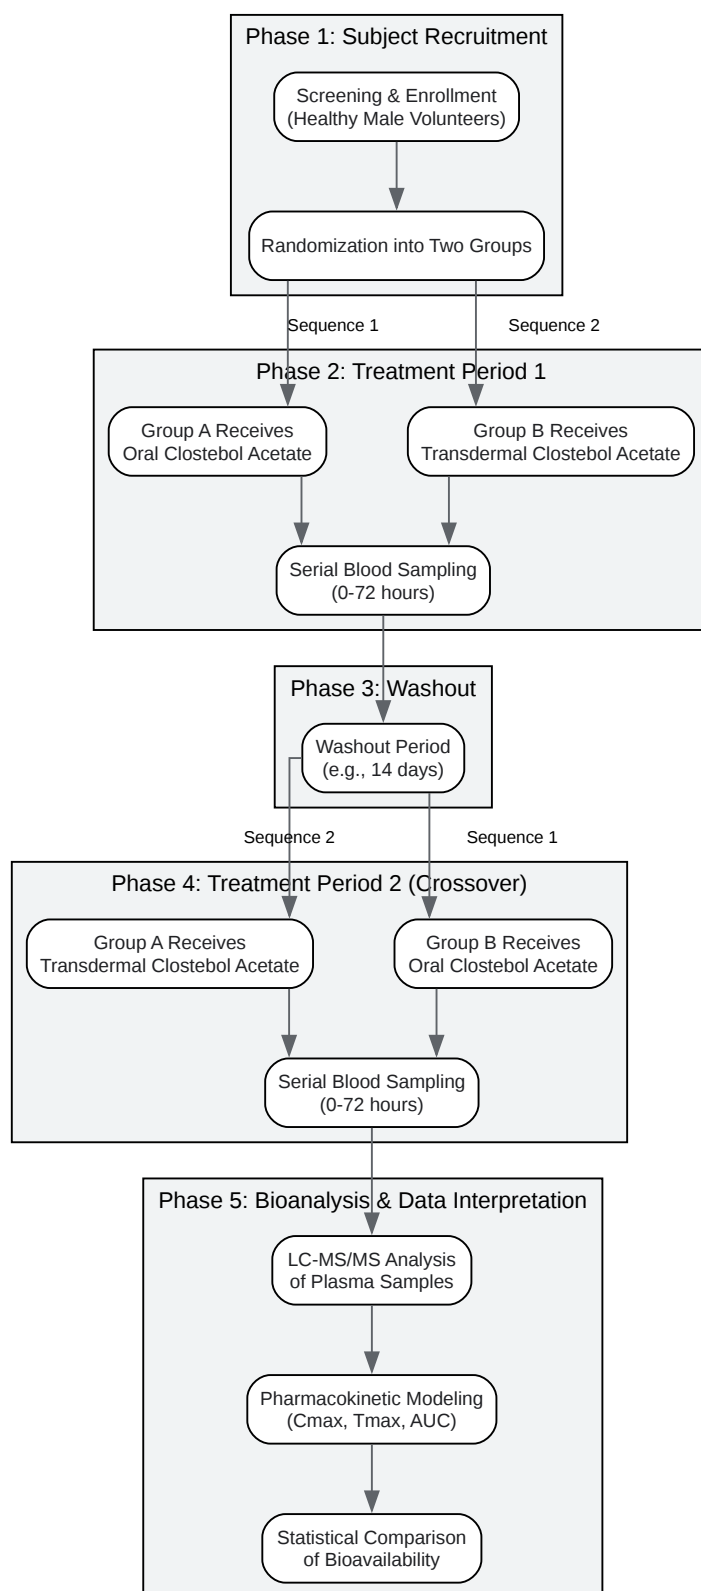 Phase 1: Subject Recruitment
Screening & Enrollment
(Healthy Male Volunteers)
Randomization into Two Groups
Sequence 1
Sequence 2
Phase 2: Treatment Period 1
Group A Receives
Oral Clostebol Acetate
Group B Receives
Transdermal Clostebol Acetate
Serial Blood Sampling
(0-72 hours)
Phase 3: Washout
Washout Period
(e.g., 14 days)
Sequence 2
Sequence 1
Phase 4: Treatment Period 2 (Crossover)
Group A Receives
Transdermal Clostebol Acetate
Group B Receives
Oral Clostebol Acetate
Serial Blood Sampling
(0-72 hours)
Phase 5: Bioanalysis & Data Interpretation
LC-MS/MS Analysis
of Plasma Samples
Pharmacokinetic Modeling
(Cmax, Tmax, AUC)
Statistical Comparison
of Bioavailability